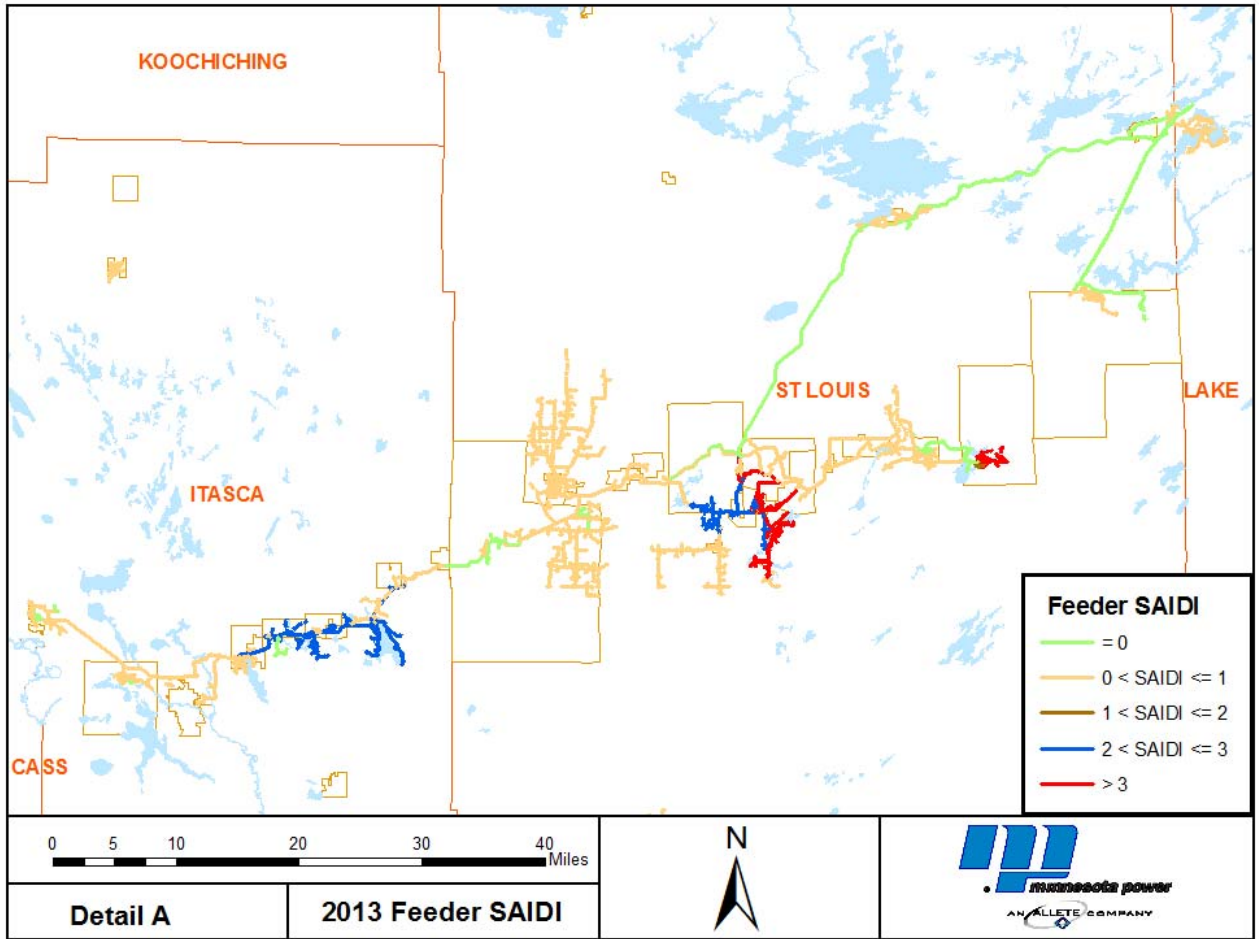 KOOCHICHING
ST LOUIS
LAKE
ITASCA
CASS
Feeder SAIDI
= 0
0 < SAIDI <= 1
1 < SAIDI <= 2
2 < SAIDI <= 3
> 3
0 5 10 20 30 40
Miles
Detail A
2013 Feeder SAIDI
N
mp
minnesota power
AN ALLETE COMPANY